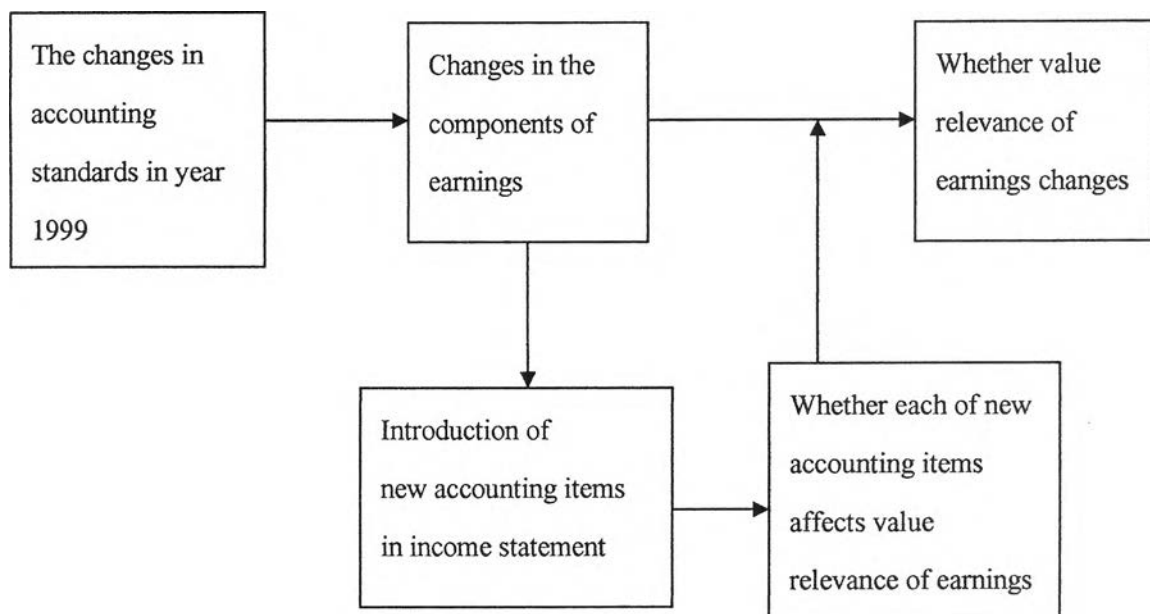 The changes in
accounting
standards in year
1999
Changes in the
components of
earnings
Whether value
relevance of
earnings changes
Introduction of
new accounting items
in income statement
Whether each of new
accounting items
affects value
relevance of earnings